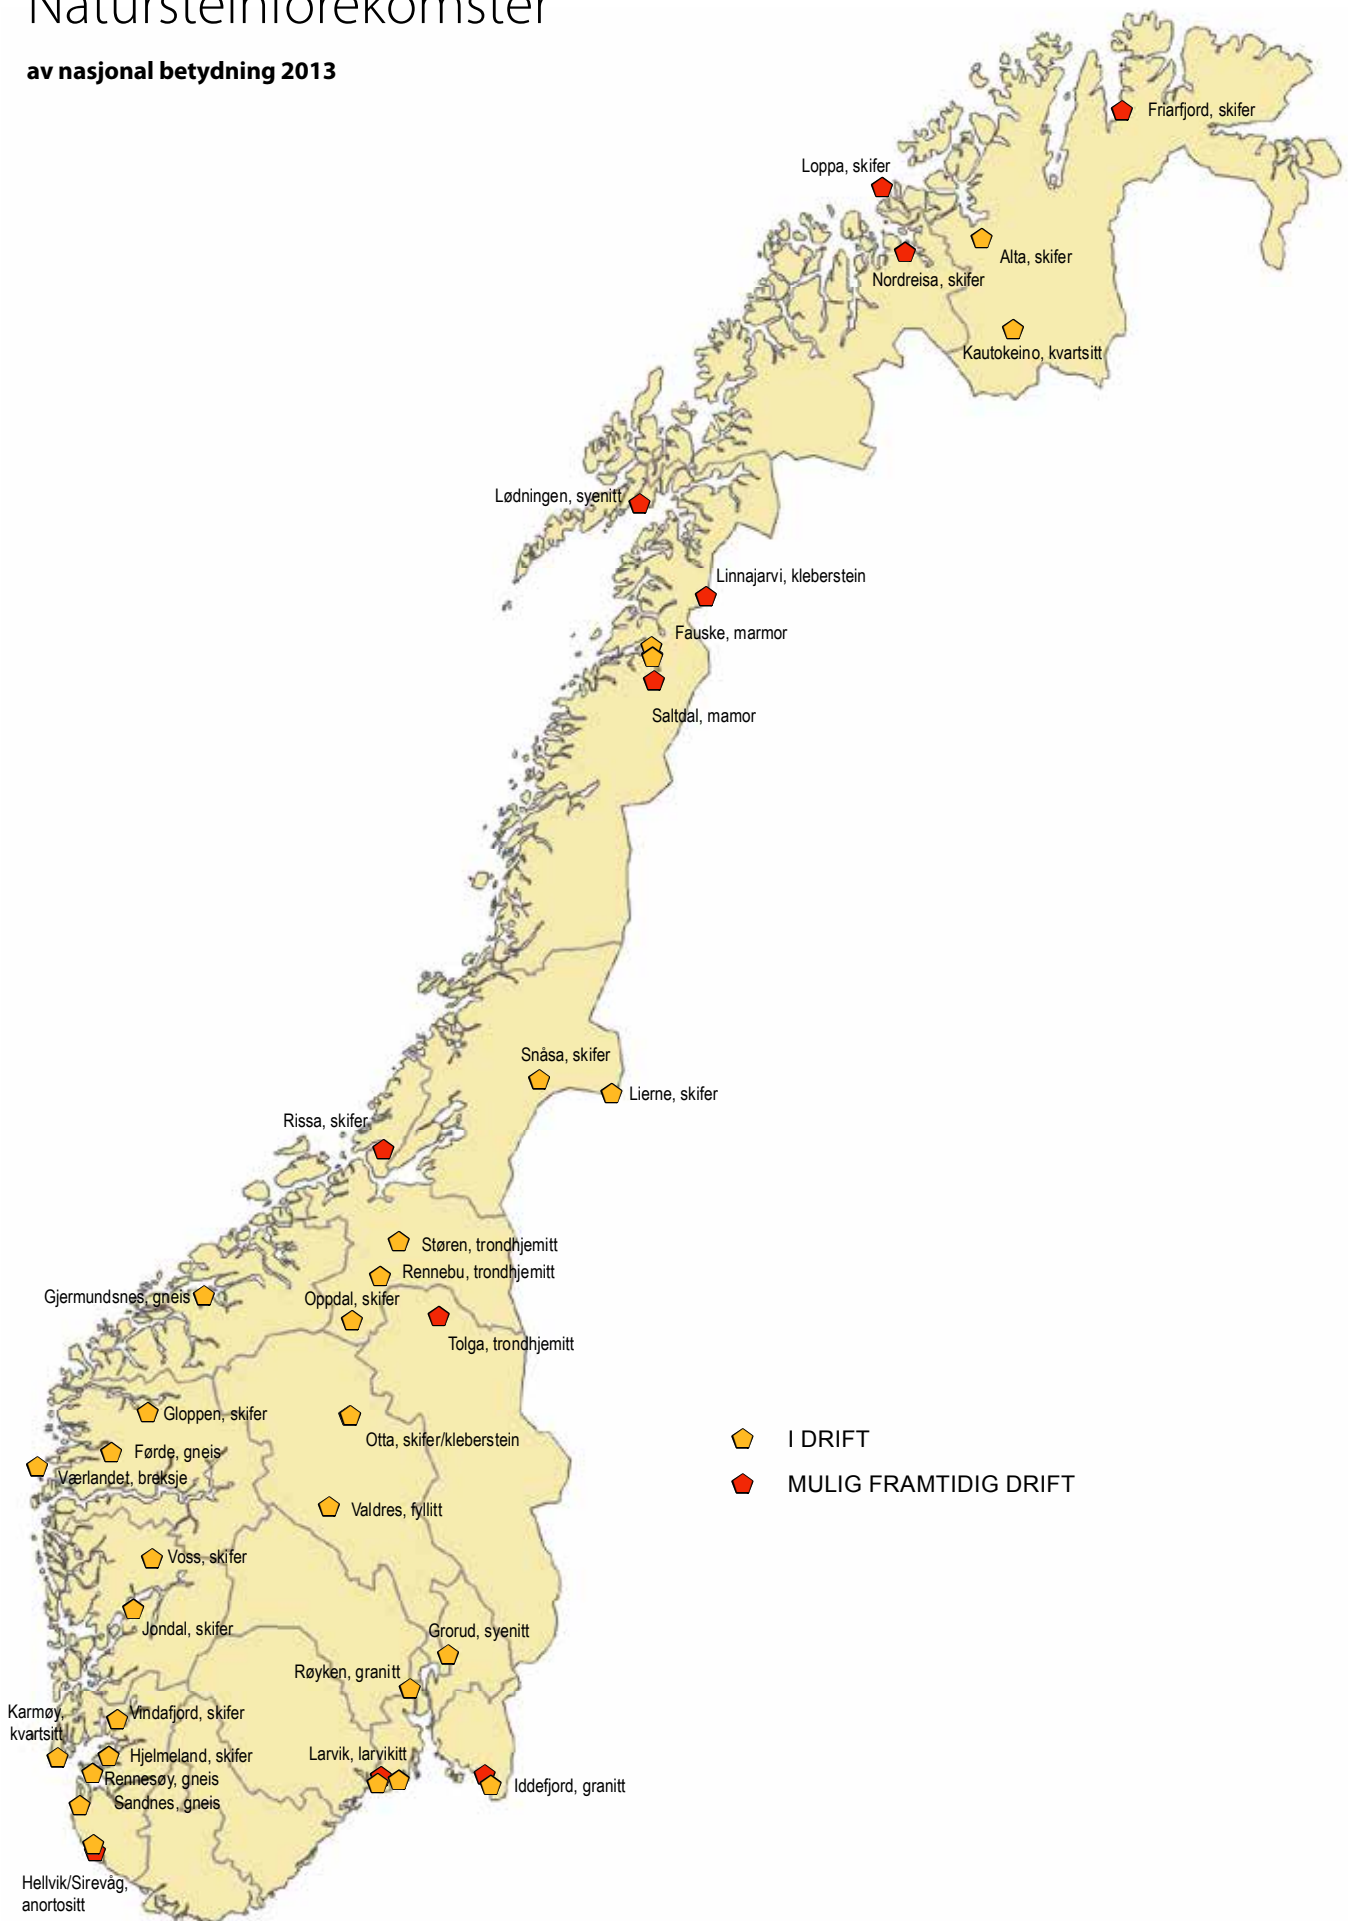 Natursteinforekomster
av nasjonal betydning 2013
Friarfjord, skifer
Loppa, skifer
Alta, skifer
Nordreisa, skifer
Kautokeino, kvartsitt
Lødningen, syenitt
Linnajarvi, kleberstein
Fauske, marmor
Saltdal, mamor
Snåsa, skifer
Lierne, skifer
Rissa, skifer
Støren, trondhjemitt
Rennebu, trondhjemitt
Gjermundsnes, gneis
Oppdal, skifer
Tolga, trondhjemitt
Gloppen, skifer
Otta, skifer/kleberstein
I DRIFT
Førde, gneis
Værlandet, breksje
MULIG FRAMTIDIG DRIFT
Valdres, fyllitt
Voss, skifer
Jondal, skifer
Grorud, syenitt
Røyken, granitt
Karmøy,
kvartsitt
Vindafjord, skifer
Hjelmeland, skifer
Larvik, larvikitt
Rennesøy, gneis
Iddefjord, granitt
Sandnes, gneis
Hellvik/Sirevåg,
anortositt